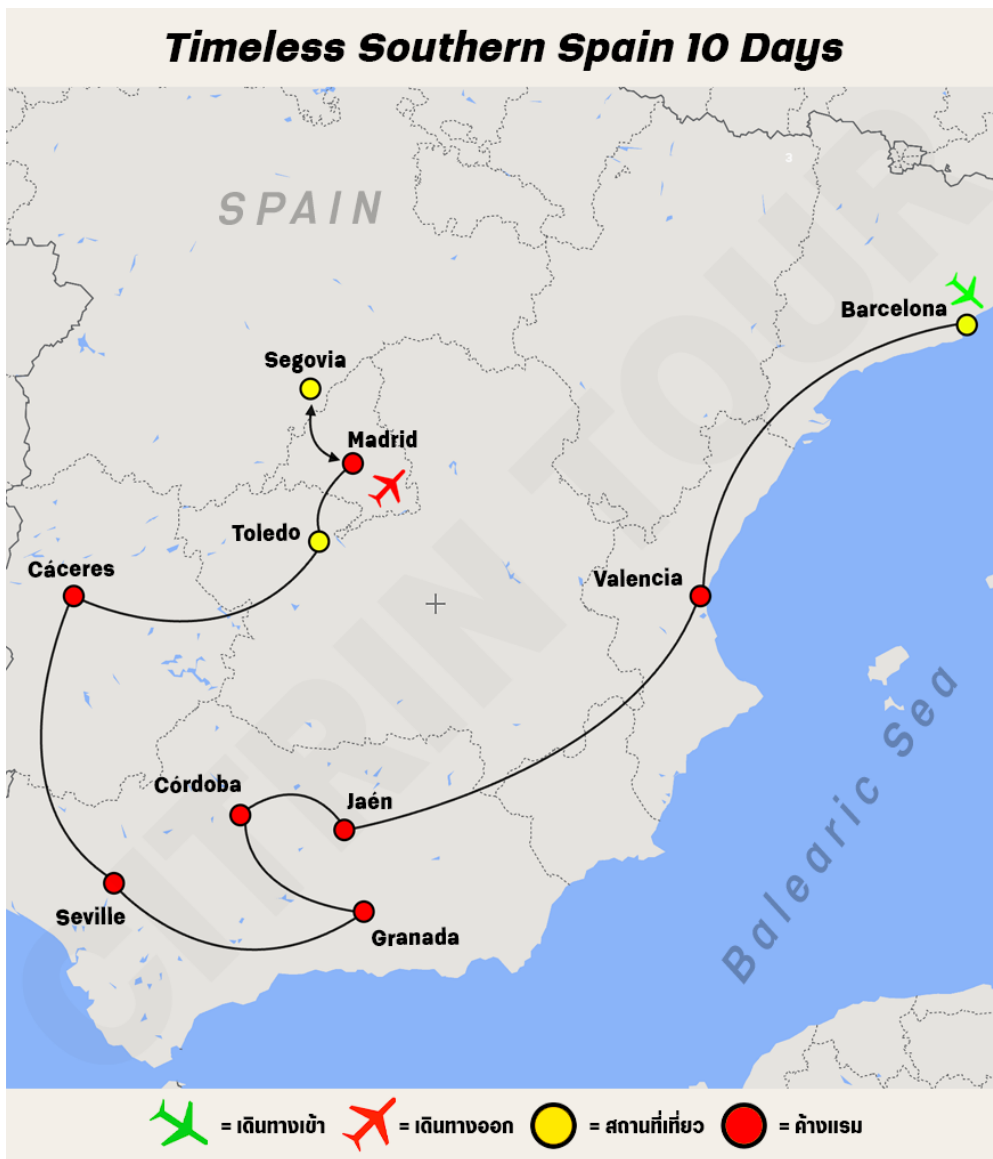 Timeless Southern Spain 10 Days
3
SPAIN
Barcelona
Segovia
Madrid
Toledo
Cáceres
Valencia
Balearic Sea
Córdoba
Jaén
Seville
Granada
CITRIN TOUR
= เดินทางเข้า = เดินทางออก = สถานที่เที่ยว = ค้างแรม